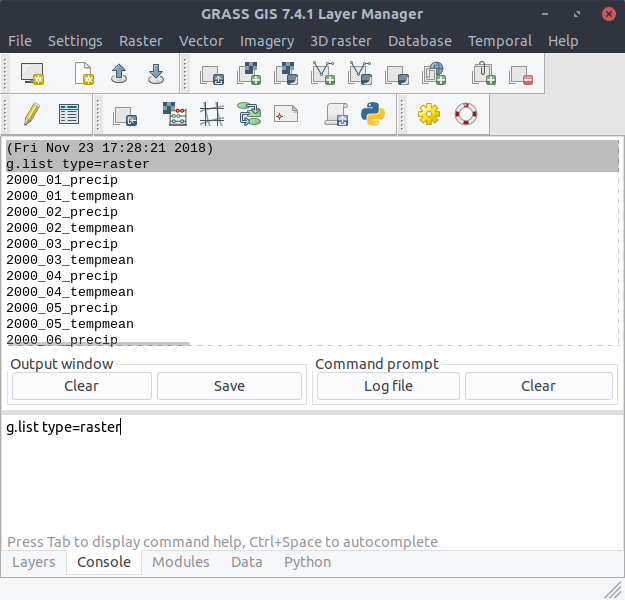 GRASS GIS 7.4.1 Layer Manager
File Settings Raster Vector Imagery 3D raster Database Temporal Help
(Fri Nov 23 17:28:21 2018)
g.list type=raster
2000_01_precip
2000_01_tempmean
2000_02_precip
2000_02_tempmean
2000_03_precip
2000_03_tempmean
2000_04_precip
2000_04_tempmean
2000_05_precip
2000_05_tempmean
2000_06_precip
Output window Command prompt
Clear Save Log file Clear
g.list type=raster
Press Tab to display command help, Ctrl+Space to autocomplete
Layers Console Modules Data Python